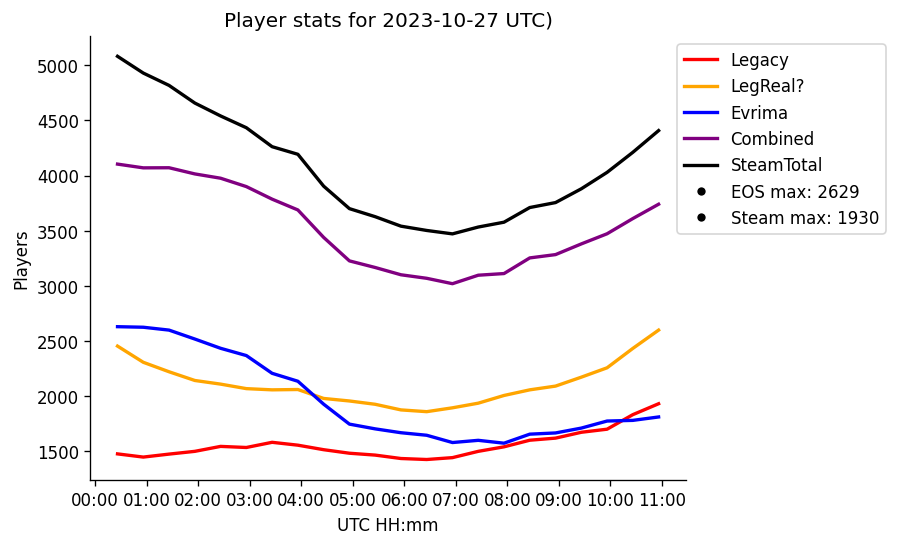 Player stats for 2023-10-27 UTC)
Legacy
LegReal?
Evrima
Combined
SteamTotal
EOS max: 2629
Steam max: 1930
5000
4500
4000
3500
3000
2500
2000
1500
Players
00:00 01:00 02:00 03:00 04:00 05:00 06:00 07:00 08:00 09:00 10:00 11:00
UTC HH:mm